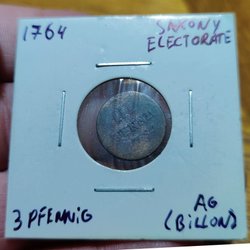 1764
SAXONY
ELECTORATE
3 PFENNIG
AG
(BILLON)